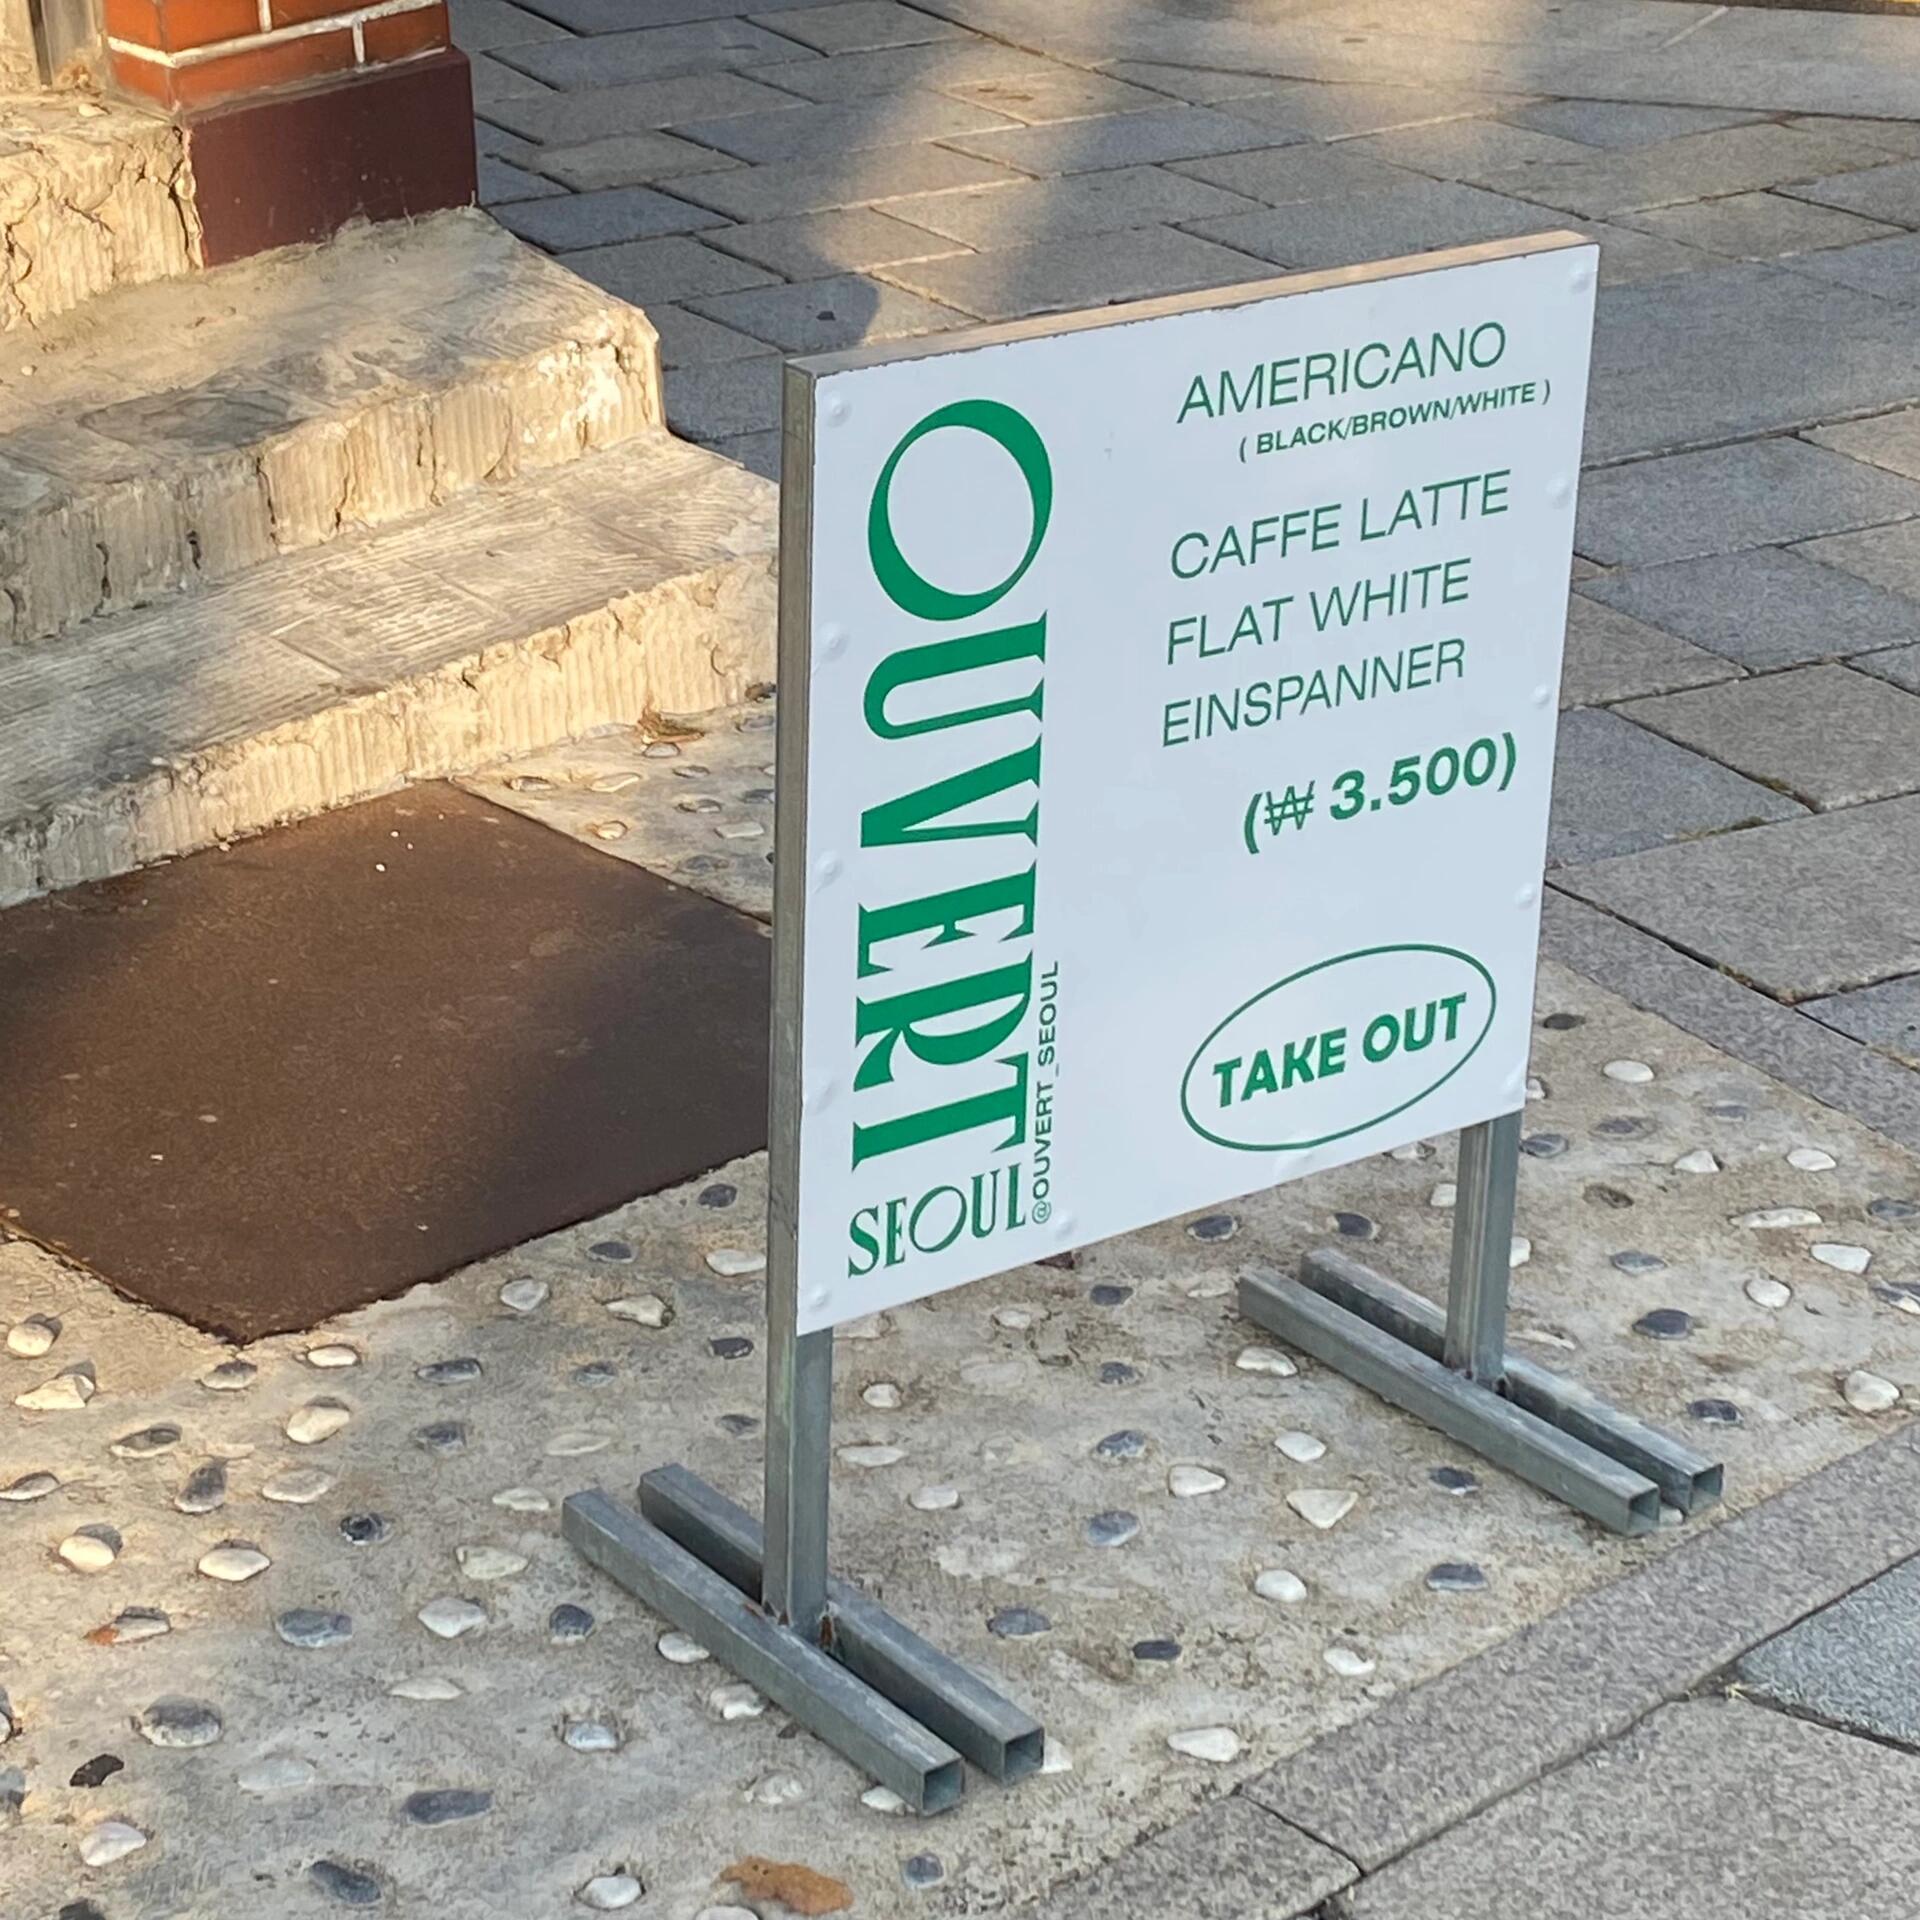 OUVERT
SEOUL
@OUVERT_SEOUL
AMERICANO
( BLACK/BROWN/WHITE )
CAFFE LATTE
FLAT WHITE
EINSPANNER
(₩ 3.500)
TAKE OUT